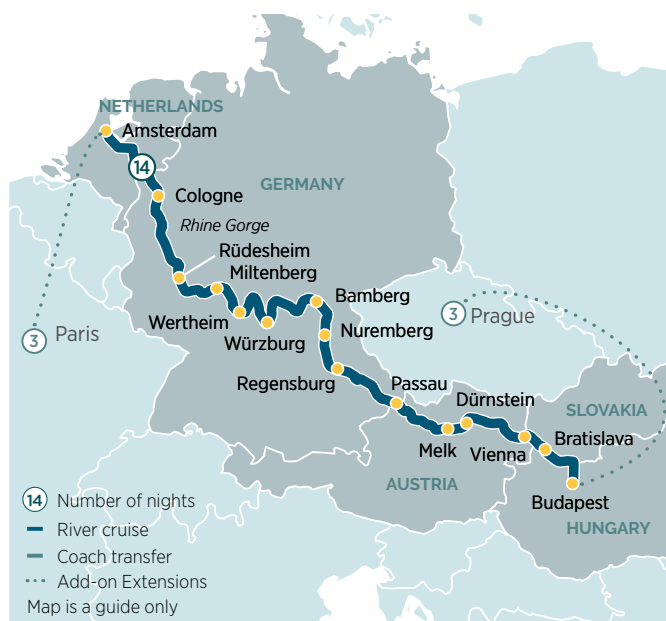 NETHERLANDS
Amsterdam
14
Cologne
GERMANY
Rhine Gorge
Rüdesheim
Miltenberg
Bamberg
3 Paris
3 Prague
Wertheim
Nuremberg
Würzburg
Regensburg
Passau
Dürnstein
SLOVAKIA
Melk
Vienna
Bratislava
AUSTRIA
Budapest
HUNGARY
14 Number of nights
River cruise
Coach transfer
Add-on Extensions
Map is a guide only